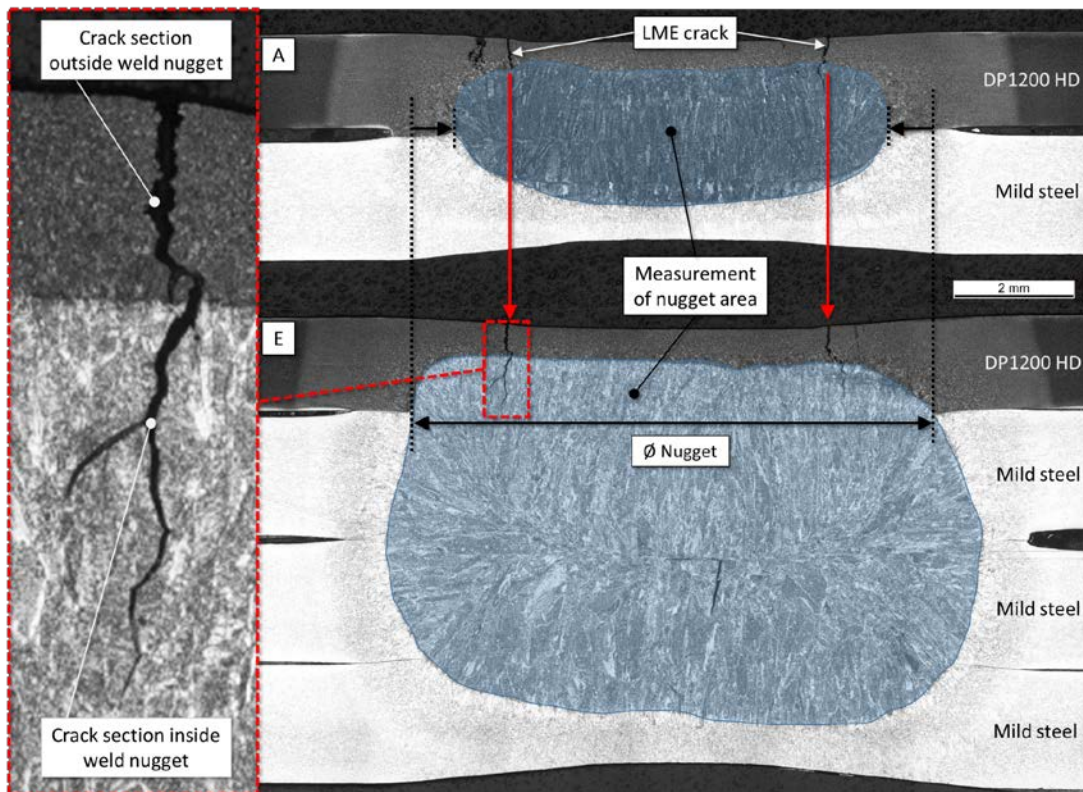 Crack section
outside weld nugget
A
LME crack
DP1200 HD
Mild steel
Measurement
of nugget area
2 mm
E
DP1200 HD
Ø Nugget
Mild steel
Mild steel
Mild steel
Crack section inside
weld nugget